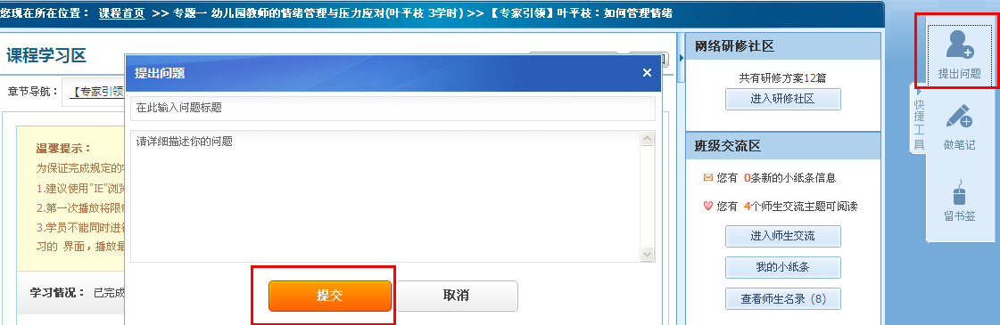 您现在所在位置： 课程首页 >> 专题一 幼儿园教师的情绪管理与压力应对(叶平枝 3学时) >> 【专家引领】叶平枝：如何管理情绪
课程学习区
章节导航： 【专家引领
温馨提示：
为保证完成规定的
1.建议使用"IE"浏
2.第一次播放将限
3.学员不能同时进
习的 界面，播放
学习情况： 已完成
提出问题
在此输入问题标题
请详细描述你的问题
提交
取消
网络研修社区
共有研修方案12篇
进入研修社区
班级交流区
您有 0条新的小纸条信息
您有 4个师生交流主题可阅读
进入师生交流
我的小纸条
查看师生名录（8）
快捷工具
提出问题
做笔记
留书签